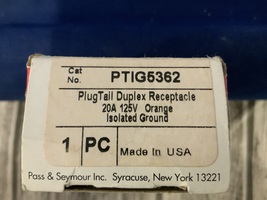 Cat No. PTIG5362
PlugTail Duplex Receptacle
20A 125V Orange
Isolated Ground
1 PC Made In USA
Pass & Seymour Inc. Syracuse, New York 13221